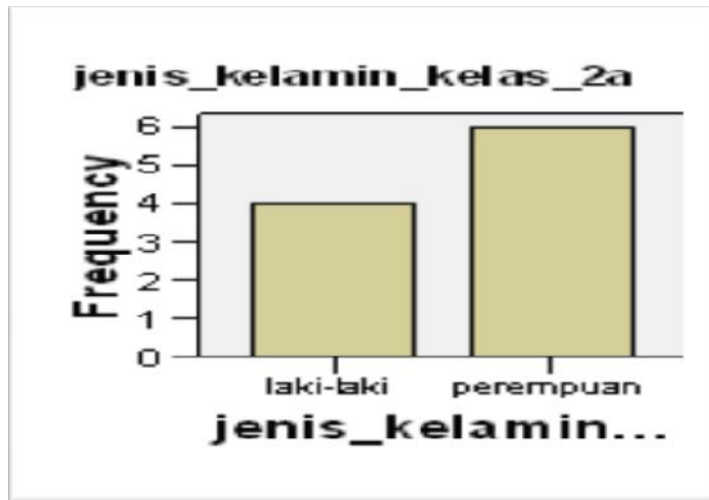 jenis_kelamin_kelas_2a
Frequency
6
5
4
3
2
1
0
laki-laki perempuan
jenis_kelamin...